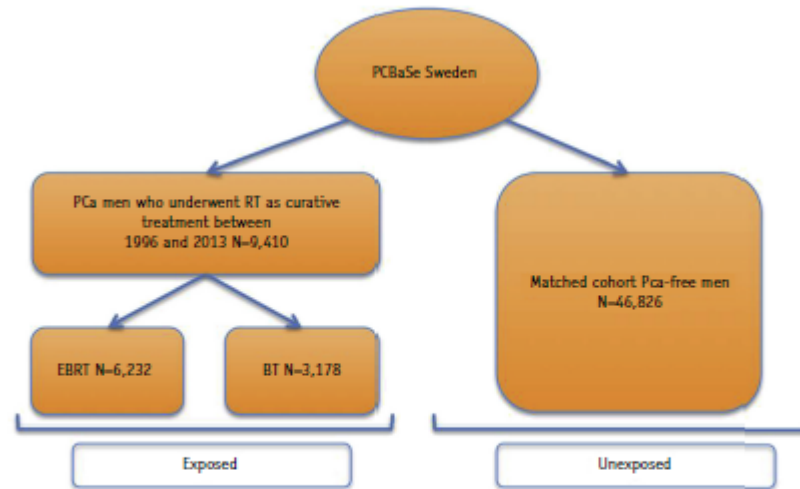 PCBaSe Sweden
PCa men who underwent RT as curative
treatment between
1996 and 2013 N=9,410
Matched cohort Pca-free men
N=46,826
EBRT N=6,232
BT N=3,178
Exposed
Unexposed